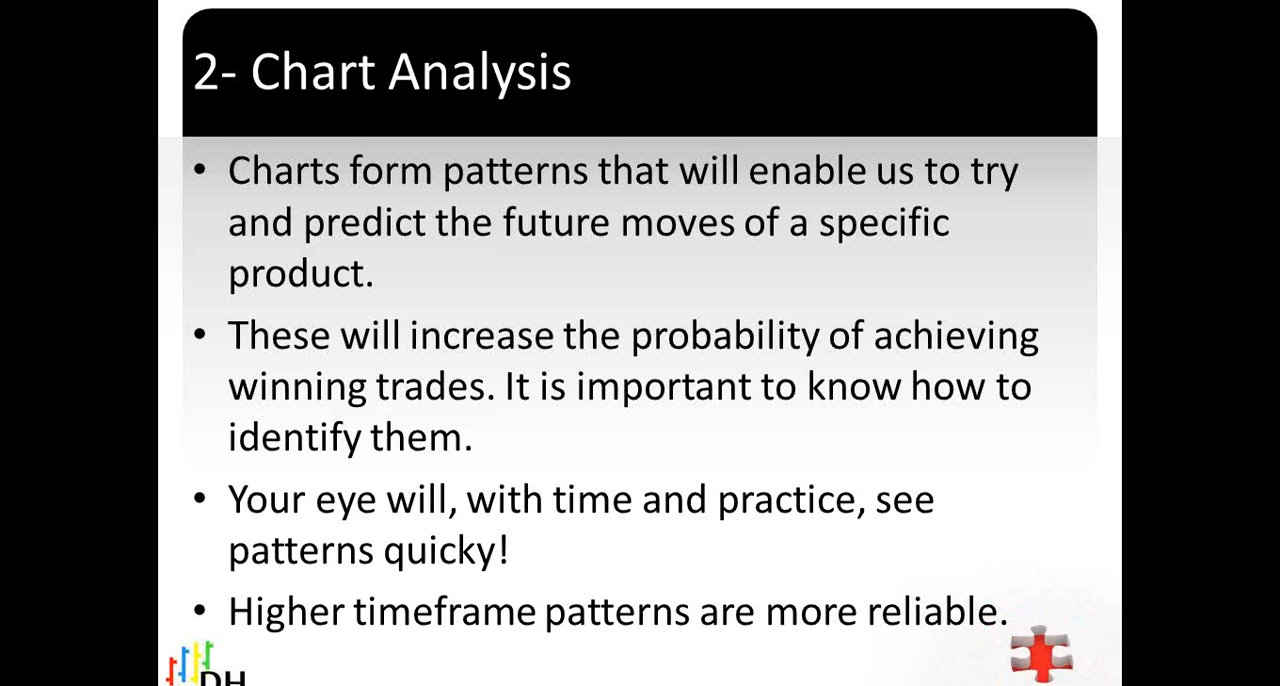 2- Chart Analysis
• Charts form patterns that will enable us to try
and predict the future moves of a specific
product.
• These will increase the probability of achieving
winning trades. It is important to know how to
identify them.
• Your eye will, with time and practice, see
patterns quicky!
• Higher timeframe patterns are more reliable.
DH